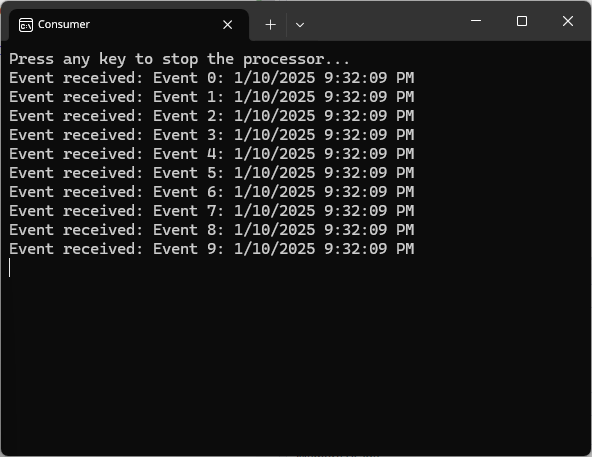 Consumer
Press any key to stop the processor...
Event received: Event 0: 1/10/2025 9:32:09 PM
Event received: Event 1: 1/10/2025 9:32:09 PM
Event received: Event 2: 1/10/2025 9:32:09 PM
Event received: Event 3: 1/10/2025 9:32:09 PM
Event received: Event 4: 1/10/2025 9:32:09 PM
Event received: Event 5: 1/10/2025 9:32:09 PM
Event received: Event 6: 1/10/2025 9:32:09 PM
Event received: Event 7: 1/10/2025 9:32:09 PM
Event received: Event 8: 1/10/2025 9:32:09 PM
Event received: Event 9: 1/10/2025 9:32:09 PM